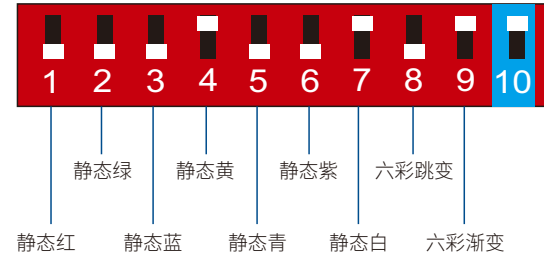 1 2 3 4 5 6 7 8 9 10
静态绿 静态黄 静态紫 六彩跳变
静态红 静态蓝 静态青 静态白 六彩渐变